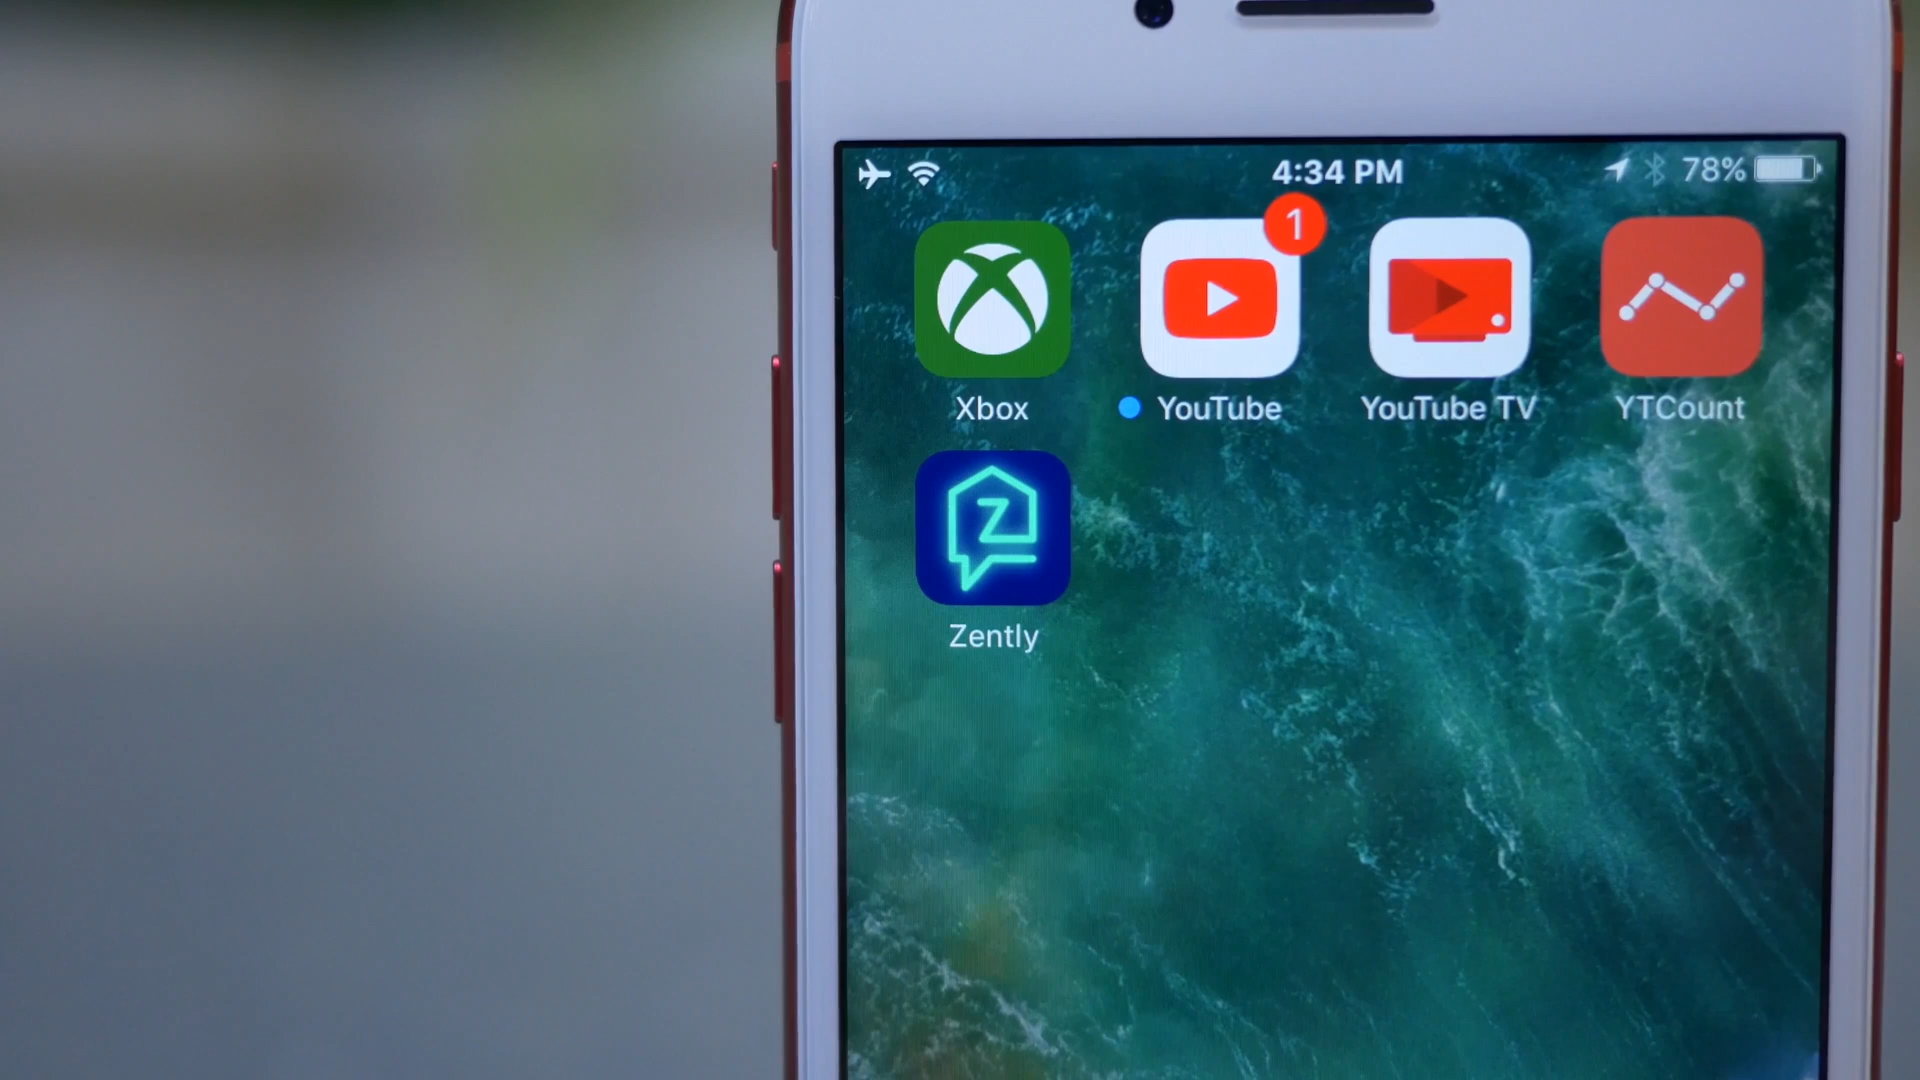 4:34 PM 78%
1
Xbox YouTube YouTube TV YTCount
Z
Zently